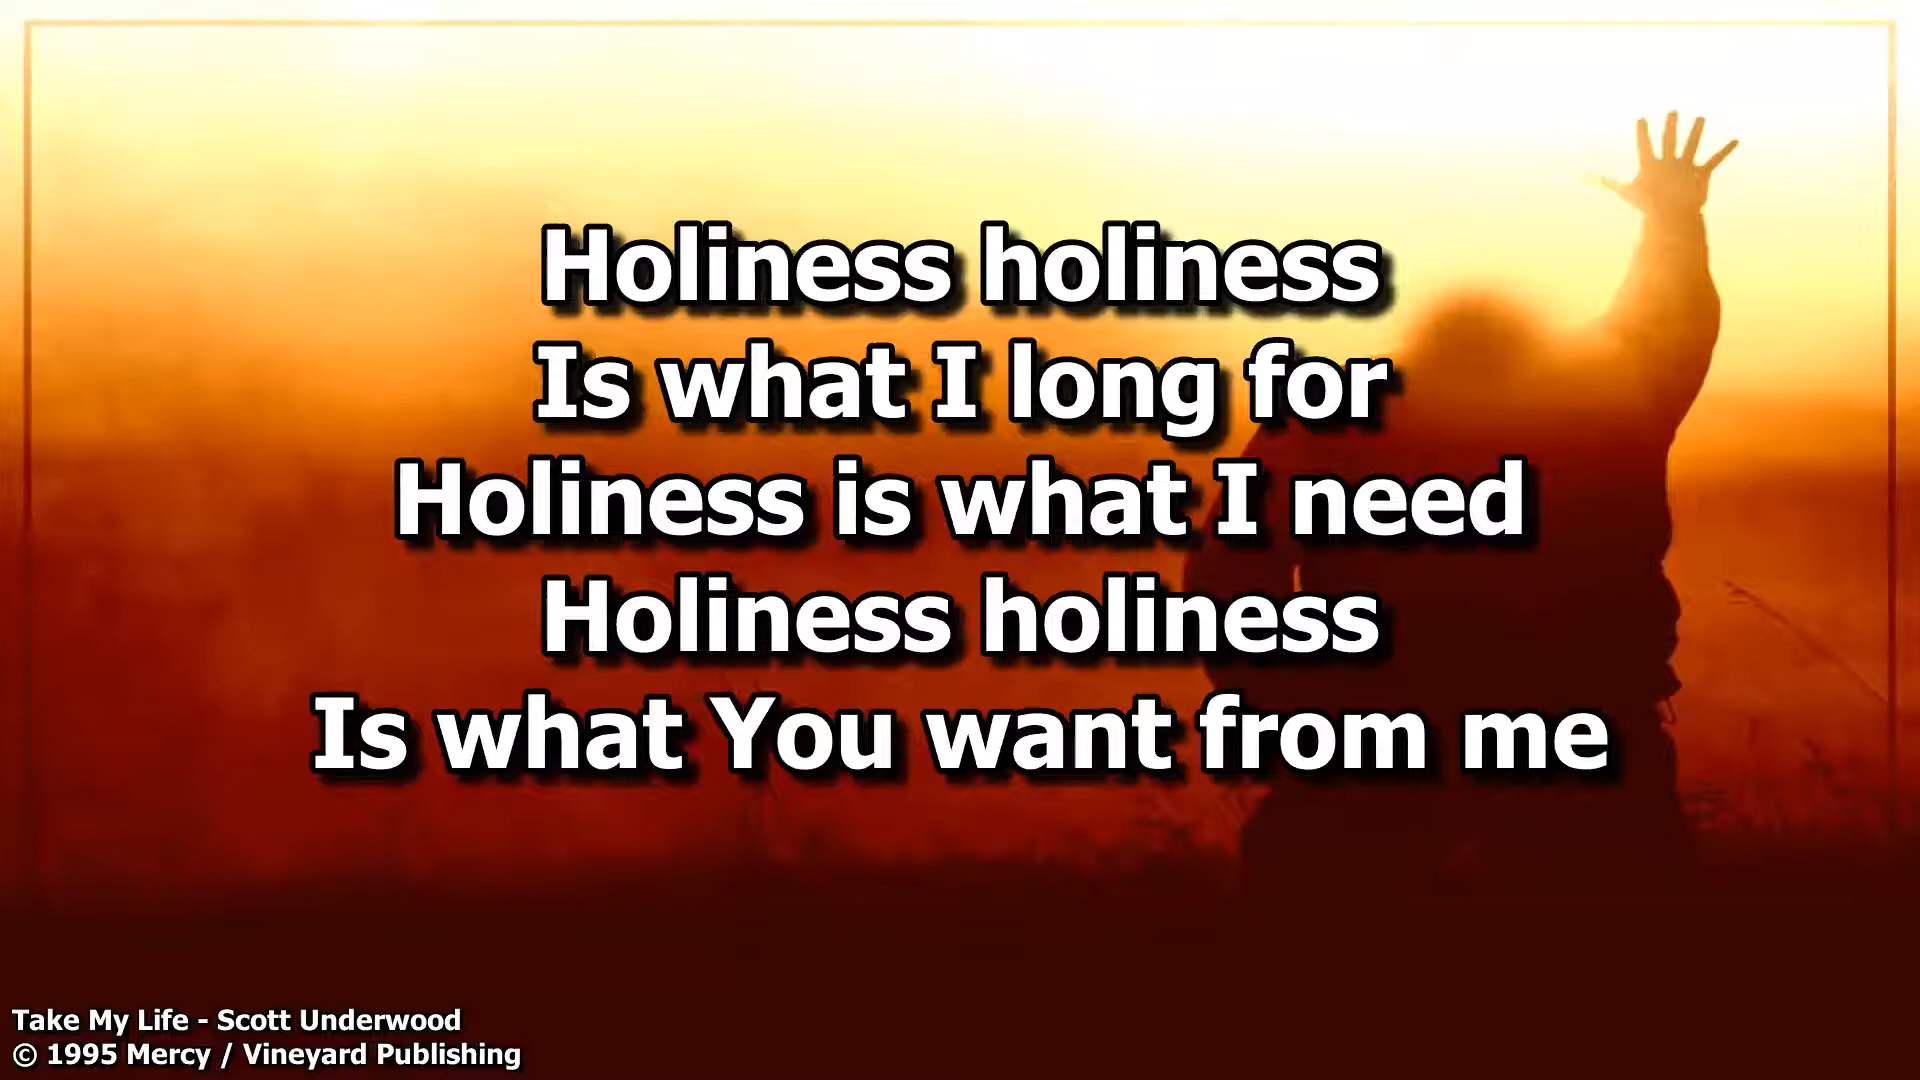 Holiness holiness
Is what I long for
Holiness is what I need
Holiness holiness
Is what You want from me
Take My Life - Scott Underwood
© 1995 Mercy / Vineyard Publishing